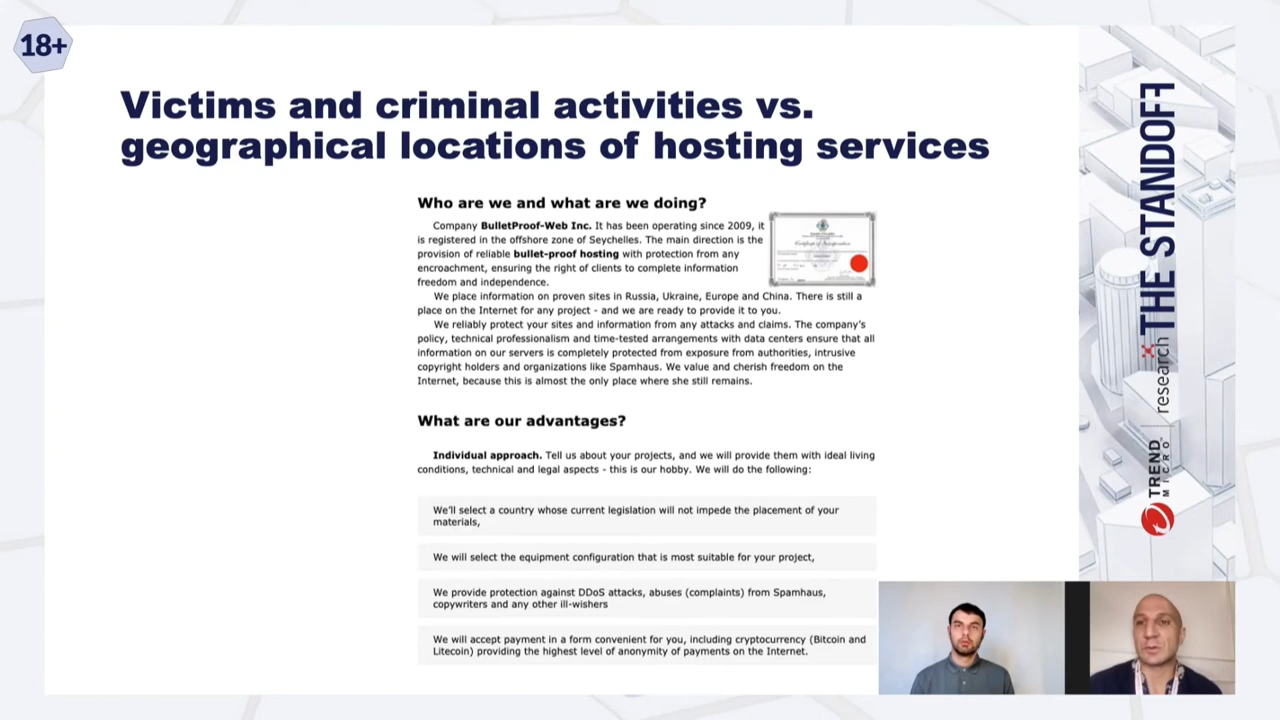 18+
Victims and criminal activities vs.
geographical locations of hosting services
Who are we and what are we doing?
Company BulletProof-Web Inc. It has been operating since 2009, it
is registered in the offshore zone of Seychelles. The main direction is the
provision of reliable bullet-proof hosting with protection from any
encroachment, ensuring the right of clients to complete information
freedom and independence.
We place information on proven sites in Russia, Ukraine, Europe and China. There is still a
place on the Internet for any project - and we are ready to provide it to you.
We reliably protect your sites and information from any attacks and claims. The company's
policy, technical professionalism and time-tested arrangements with data centers ensure that all
information on our servers is completely protected from exposure from authorities, intrusive
copyright holders and organizations like Spamhaus. We value and cherish freedom on the
Internet, because this is almost the only place where she still remains.
What are our advantages?
Individual approach. Tell us about your projects, and we will provide them with ideal living
conditions, technical and legal aspects - this is our hobby. We will do the following:
We'll select a country whose current legislation will not impede the placement of your
materials,
We will select the equipment configuration that is most suitable for your project,
We provide protection against DDoS attacks, abuses (complaints) from Spamhaus,
copywriters and any other ill-wishers
We will accept payment in a form convenient for you, including cryptocurrency (Bitcoin and
Litecoin) providing the highest level of anonymity of payments on the Internet.
THE STANDOFF
TREND
MICRO
research